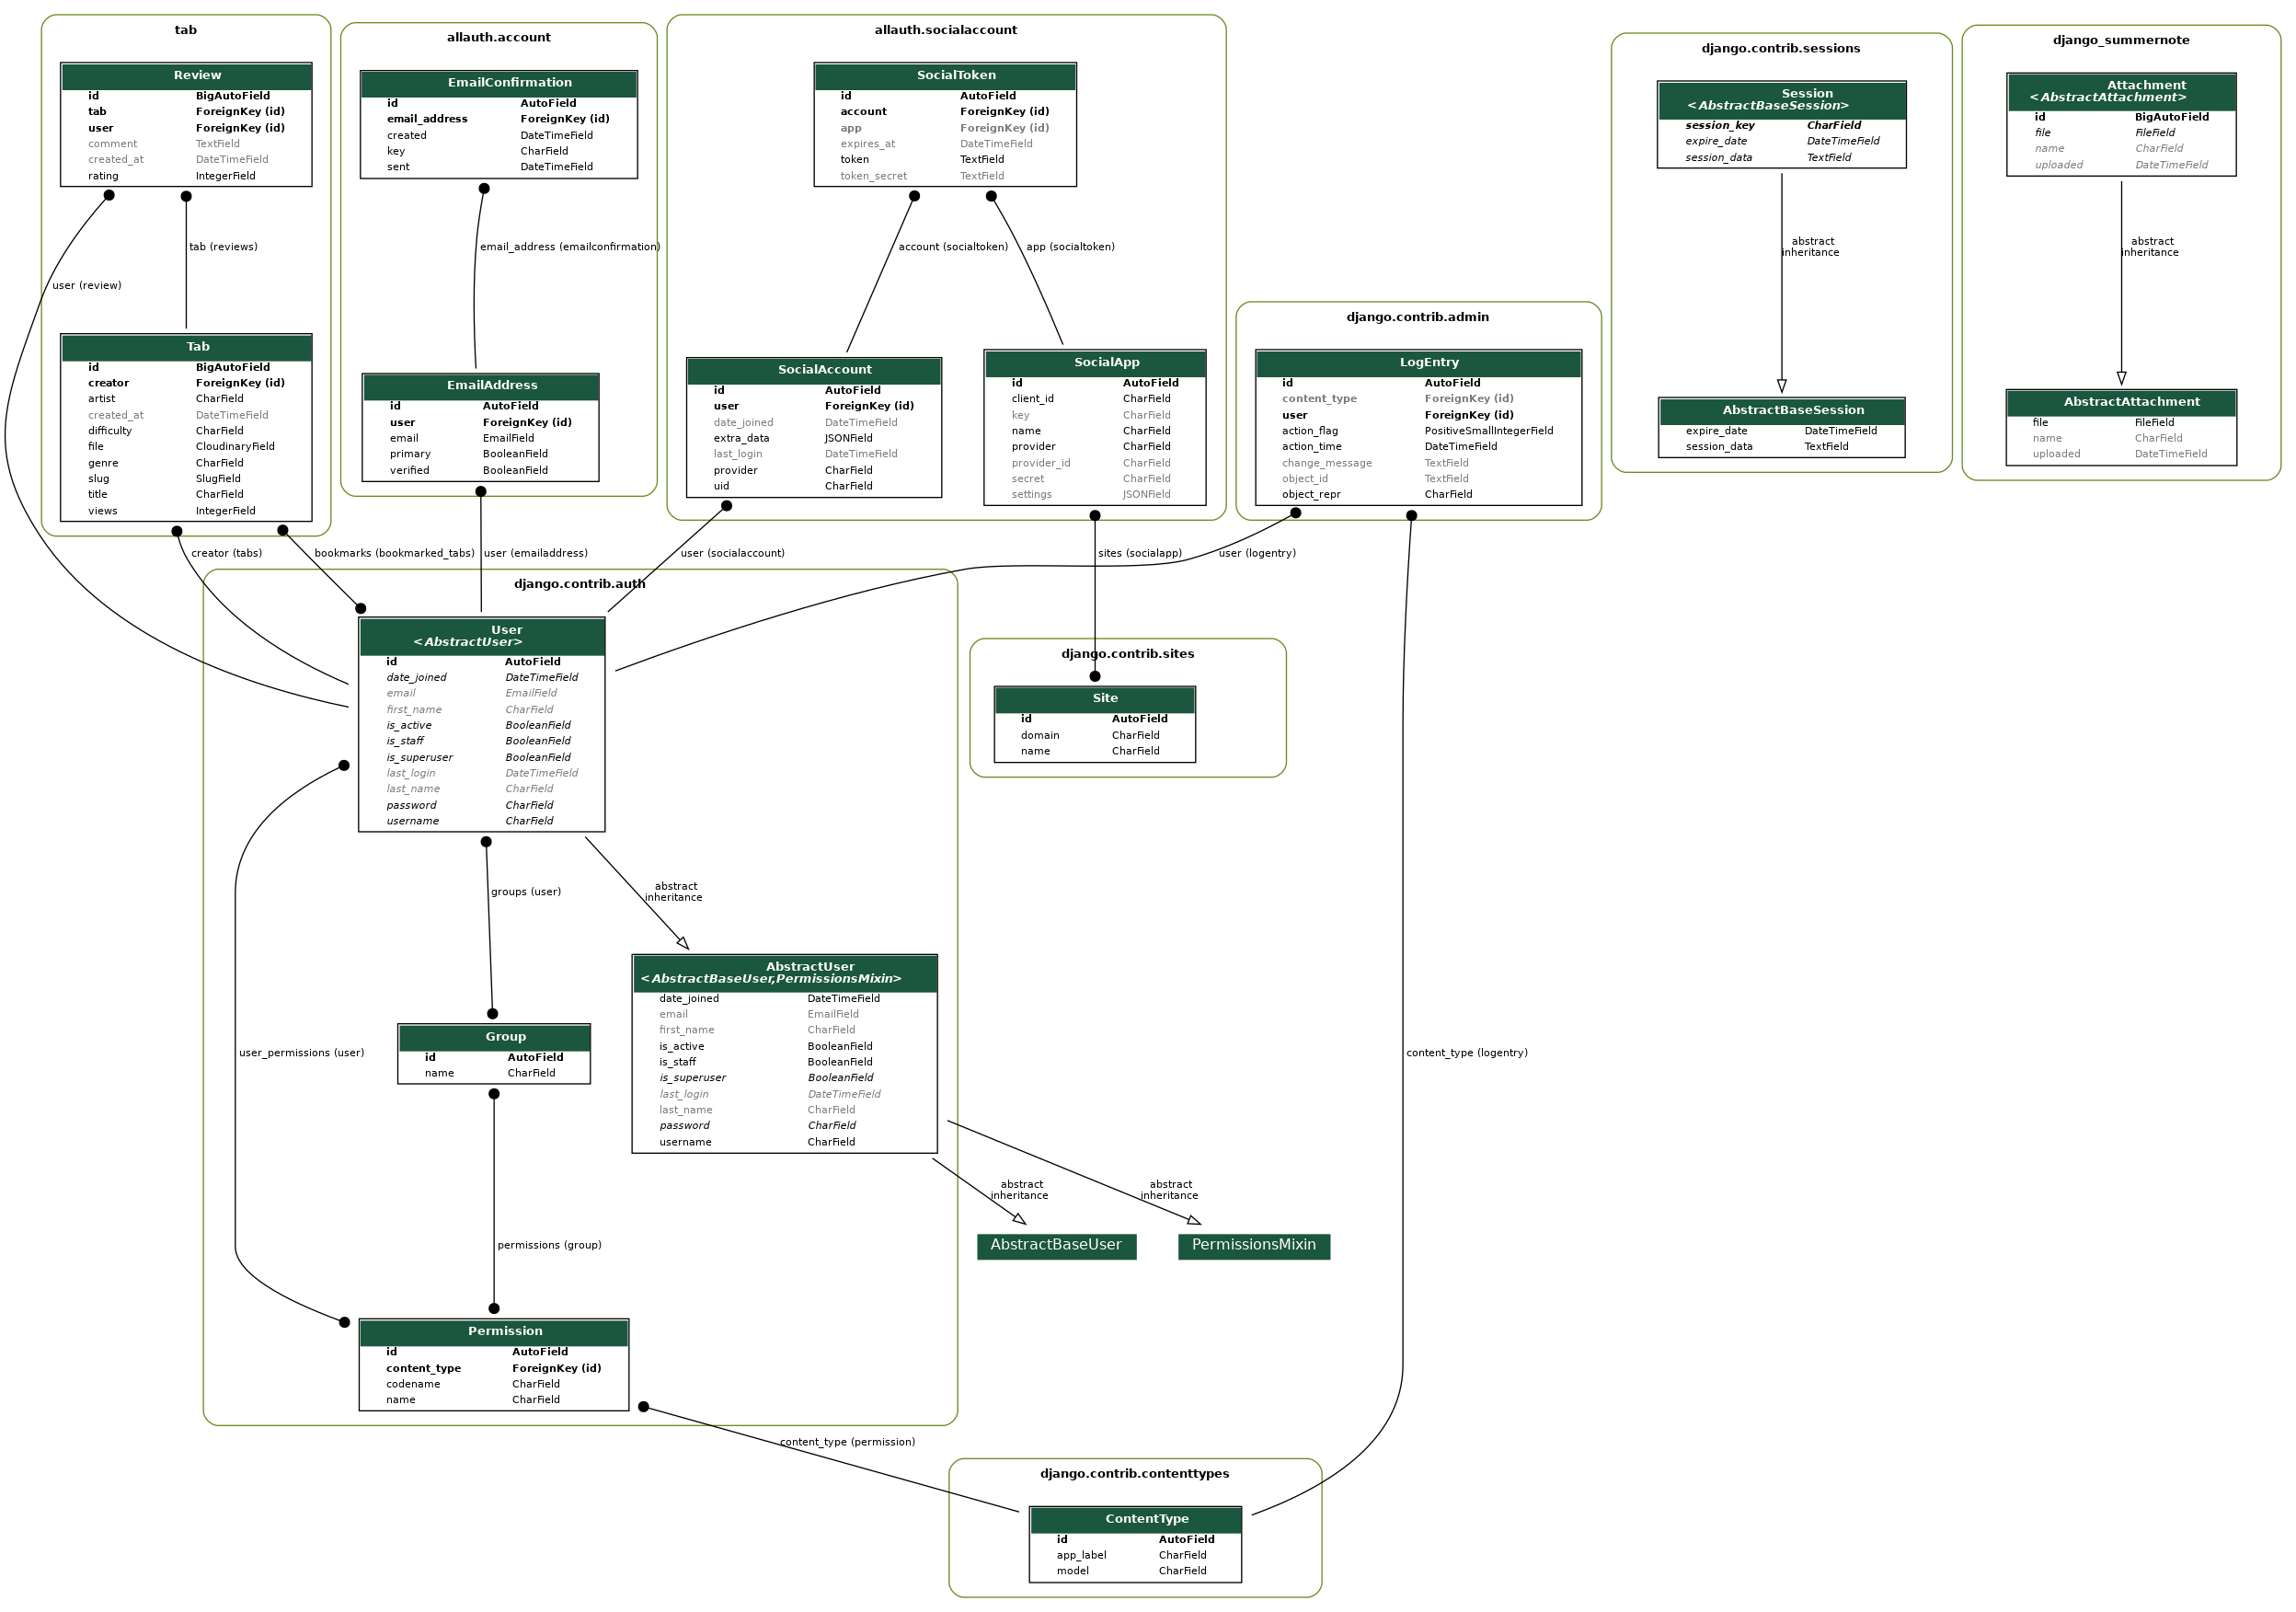 tab
Review
id BigAutoField
tab ForeignKey (id)
user ForeignKey (id)
comment TextField
created_at DateTimeField
rating IntegerField
tab (reviews)
user (review)
Tab
id BigAutoField
creator ForeignKey (id)
artist CharField
created_at DateTimeField
difficulty CharField
file CloudinaryField
genre CharField
slug SlugField
title CharField
views IntegerField
allauth.account
EmailConfirmation
id AutoField
email_address ForeignKey (id)
created DateTimeField
key CharField
sent DateTimeField
email_address (emailconfirmation)
EmailAddress
id AutoField
user ForeignKey (id)
email EmailField
primary BooleanField
verified BooleanField
allauth.socialaccount
SocialToken
id AutoField
account ForeignKey (id)
app ForeignKey (id)
expires_at DateTimeField
token TextField
token_secret TextField
account (socialtoken)
app (socialtoken)
SocialAccount
id AutoField
user ForeignKey (id)
date_joined DateTimeField
extra_data JSONField
last_login DateTimeField
provider CharField
uid CharField
SocialApp
id AutoField
client_id CharField
key CharField
name CharField
provider CharField
provider_id CharField
secret CharField
settings JSONField
django.contrib.admin
LogEntry
id AutoField
content_type ForeignKey (id)
user ForeignKey (id)
action_flag PositiveSmallIntegerField
action_time DateTimeField
change_message TextField
object_id TextField
object_repr CharField
django.contrib.sessions
Session
<AbstractBaseSession>
session_key CharField
expire_date DateTimeField
session_data TextField
abstract
inheritance
AbstractBaseSession
expire_date DateTimeField
session_data TextField
django_summernote
Attachment
<AbstractAttachment>
id BigAutoField
file FileField
name CharField
uploaded DateTimeField
abstract
inheritance
AbstractAttachment
file FileField
name CharField
uploaded DateTimeField
creator (tabs)
bookmarks (bookmarked_tabs)
user (emailaddress)
user (socialaccount)
sites (socialapp)
user (logentry)
django.contrib.auth
User
<AbstractUser>
id AutoField
date_joined DateTimeField
email EmailField
first_name CharField
is_active BooleanField
is_staff BooleanField
is_superuser BooleanField
last_login DateTimeField
last_name CharField
password CharField
username CharField
django.contrib.sites
Site
id AutoField
domain CharField
name CharField
groups (user)
abstract
inheritance
AbstractUser
<AbstractBaseUser,PermissionsMixin>
date_joined DateTimeField
email EmailField
first_name CharField
is_active BooleanField
is_staff BooleanField
is_superuser BooleanField
last_login DateTimeField
last_name CharField
password CharField
username CharField
Group
id AutoField
name CharField
user_permissions (user)
content_type (logentry)
abstract
inheritance
abstract
inheritance
AbstractBaseUser
PermissionsMixin
permissions (group)
Permission
id AutoField
content_type ForeignKey (id)
codename CharField
name CharField
content_type (permission)
django.contrib.contenttypes
ContentType
id AutoField
app_label CharField
model CharField